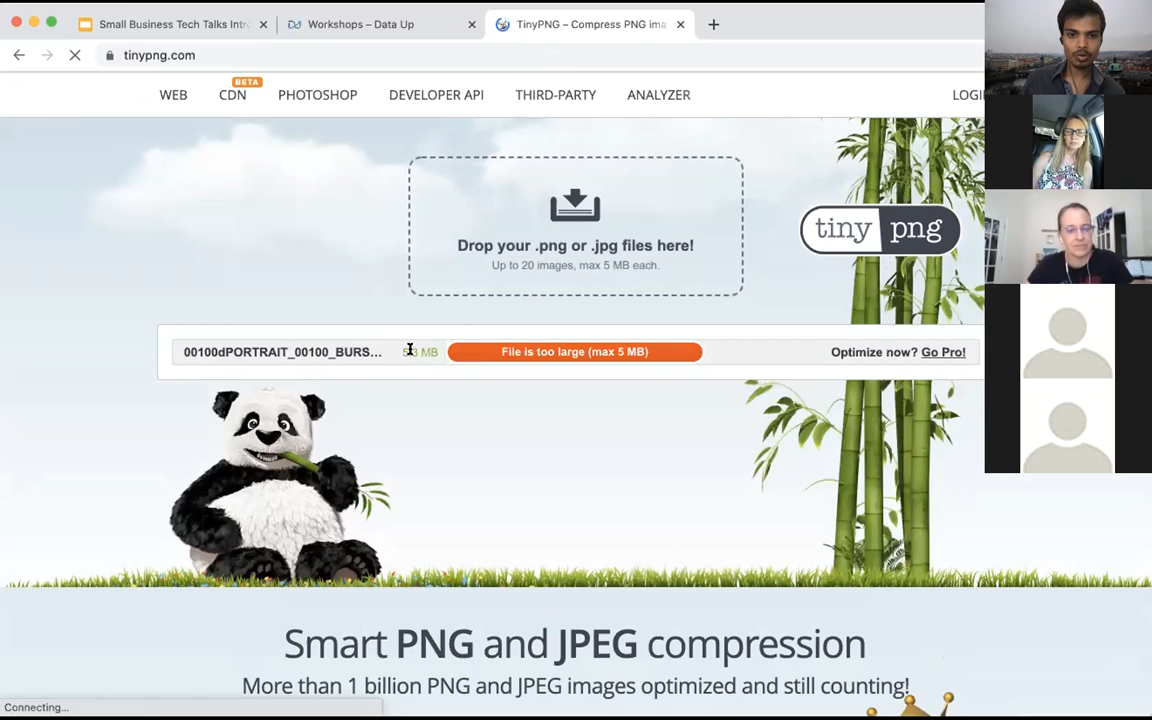 Small Business Tech Talks Intro
Workshops – Data Up
TinyPNG – Compress PNG ima
tinypng.com
WEB
BETA
CDN
PHOTOSHOP
DEVELOPER API
THIRD-PARTY
ANALYZER
LOGI
Drop your .png or .jpg files here!
Up to 20 images, max 5 MB each.
tiny png
00100dPORTRAIT_00100_BURS...
MB
File is too large (max 5 MB)
Optimize now? Go Pro!
Smart PNG and JPEG compression
More than 1 billion PNG and JPEG images optimized and still counting!
Connecting...